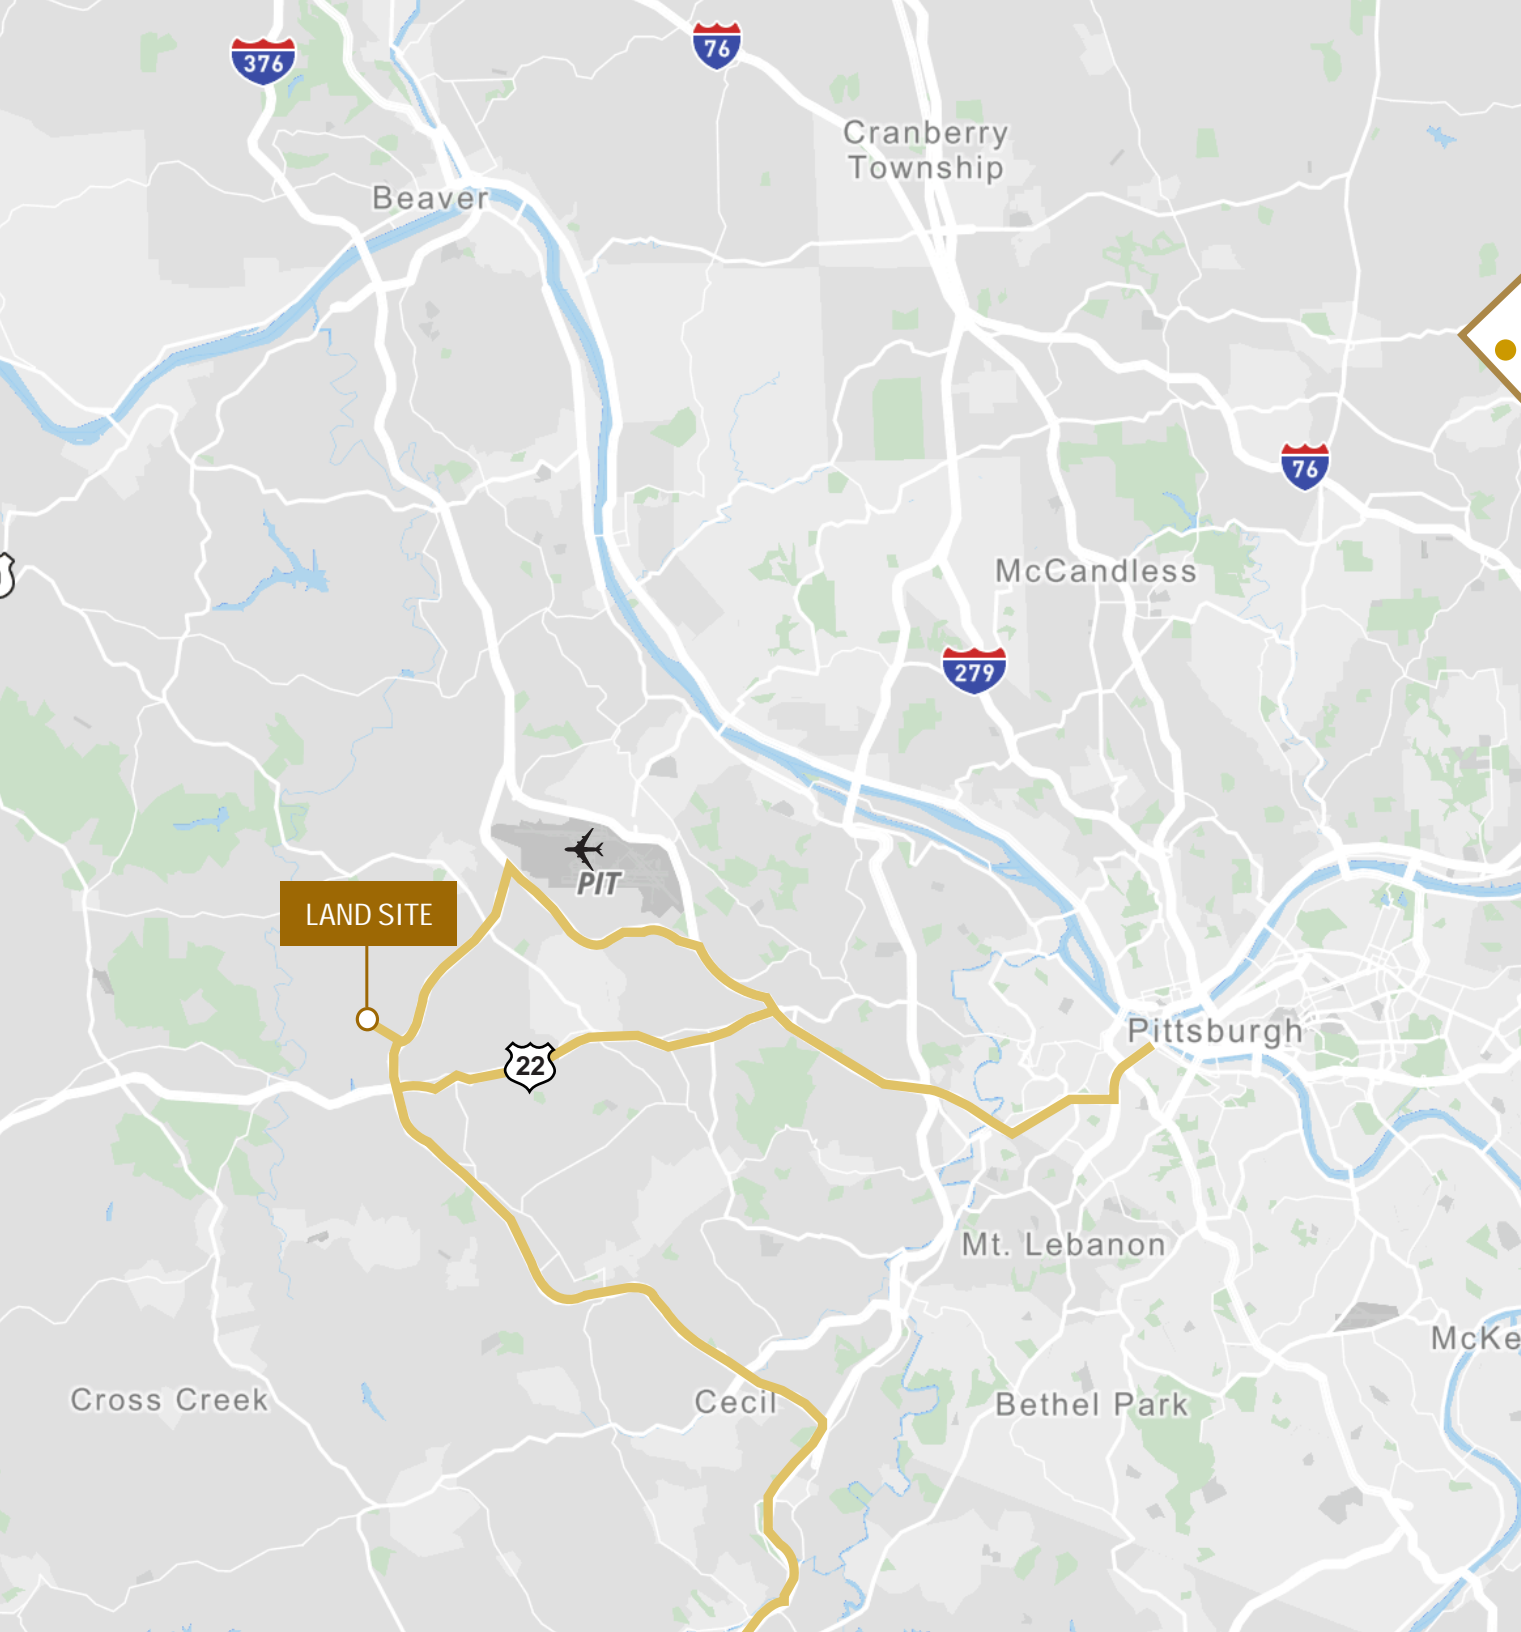 376
76
Cranberry
Township
Beaver
76
McCandless
279
PIT
LAND SITE
Pittsburgh
22
Mt. Lebanon
McKe
Cross Creek
Cecil
Bethel Park